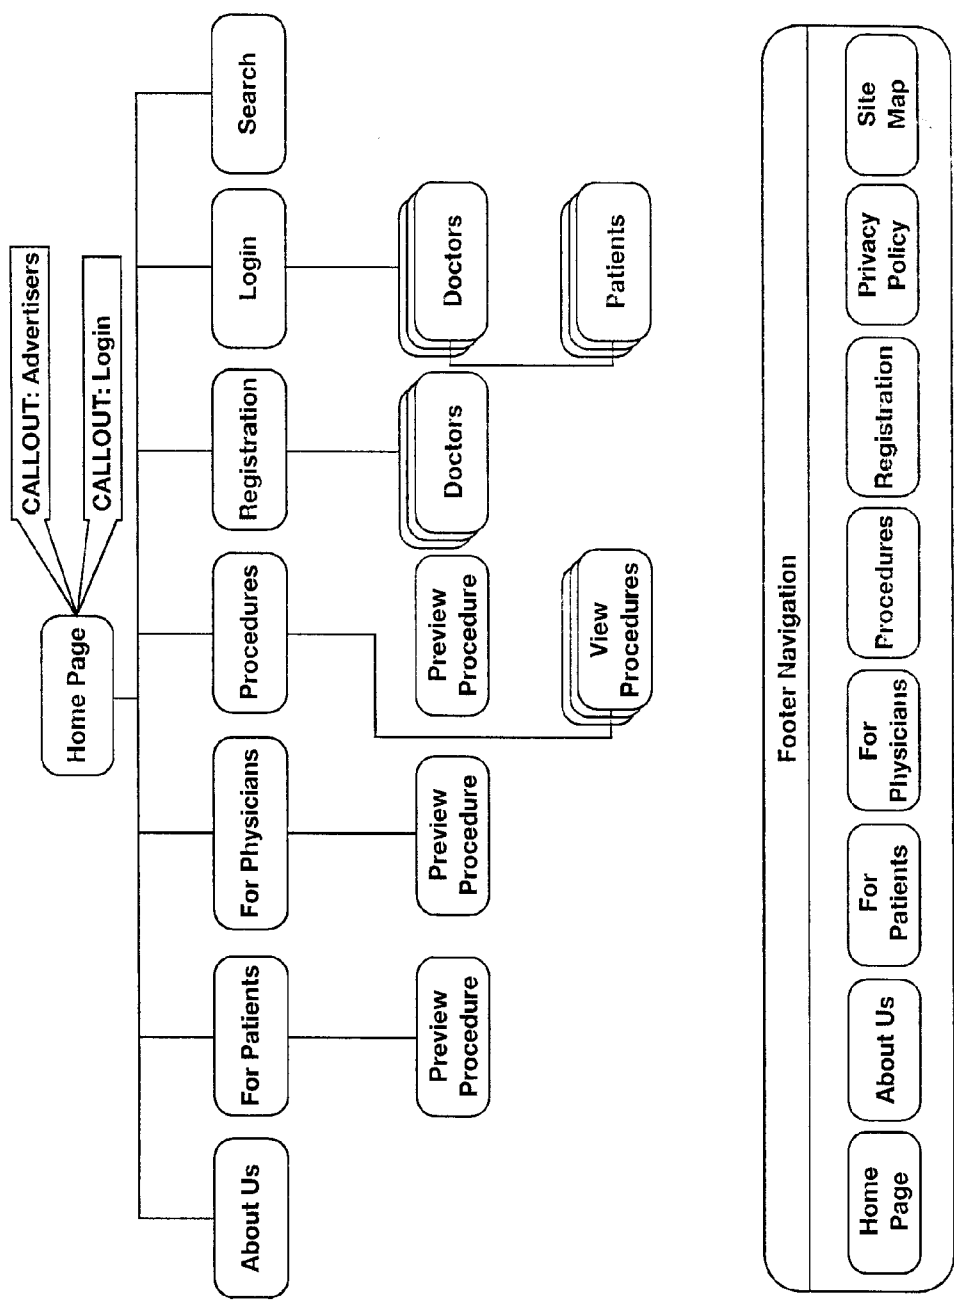 CALLOUT: Advertisers
CALLOUT: Login
Home Page
About Us
For Patients
For Physicians
Procedures
Registration
Login
Search
Preview
Procedure
Preview
Procedure
Preview
Procedure
Doctors
Doctors
View
Procedures
Patients
Footer Navigation
Home
Page
About Us
For
Patients
For
Physicians
Procedures
Registration
Privacy
Policy
Site
Map